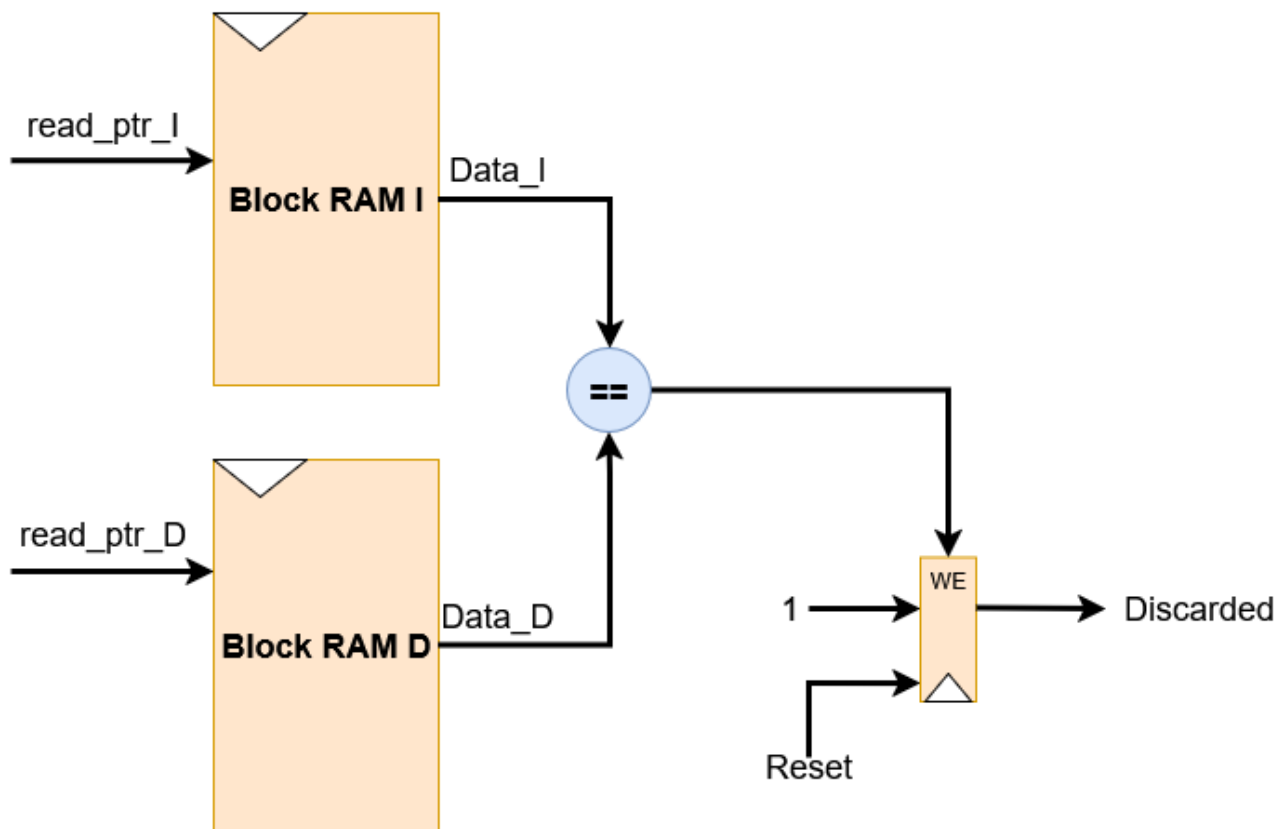 read_ptr_I
Block RAM I
Data_I
==
read_ptr_D
Block RAM D
Data_D
WE
1
Discarded
Reset